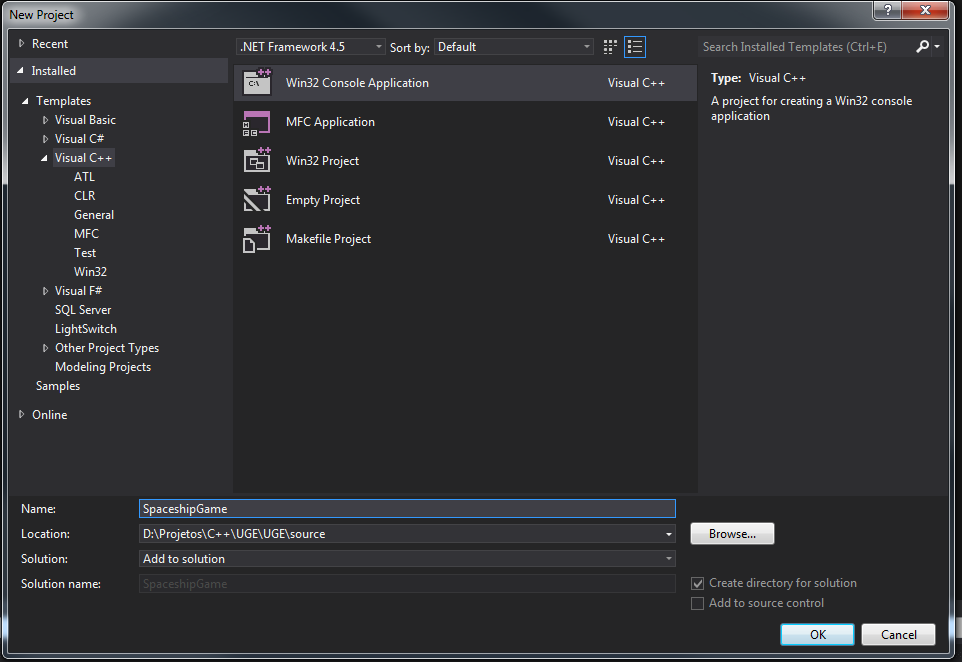 New Project
?
Recent
.NET Framework 4.5
Sort by:
Default
Search Installed Templates (Ctrl+E)
Installed
Templates
Visual Basic
Visual C#
Visual C++
ATL
CLR
General
MFC
Test
Win32
Visual F#
SQL Server
LightSwitch
Other Project Types
Modeling Projects
Samples
Online
C:\
Win32 Console Application Visual C++
MFC Application Visual C++
Win32 Project Visual C++
Empty Project Visual C++
Makefile Project Visual C++
Type: Visual C++
A project for creating a Win32 console
application
Name: SpaceshipGame
Location: D:\Projetos\C++\UGE\UGE\source
Browse...
Solution: Add to solution
Solution name: SpaceshipGame
Create directory for solution
Add to source control
OK
Cancel